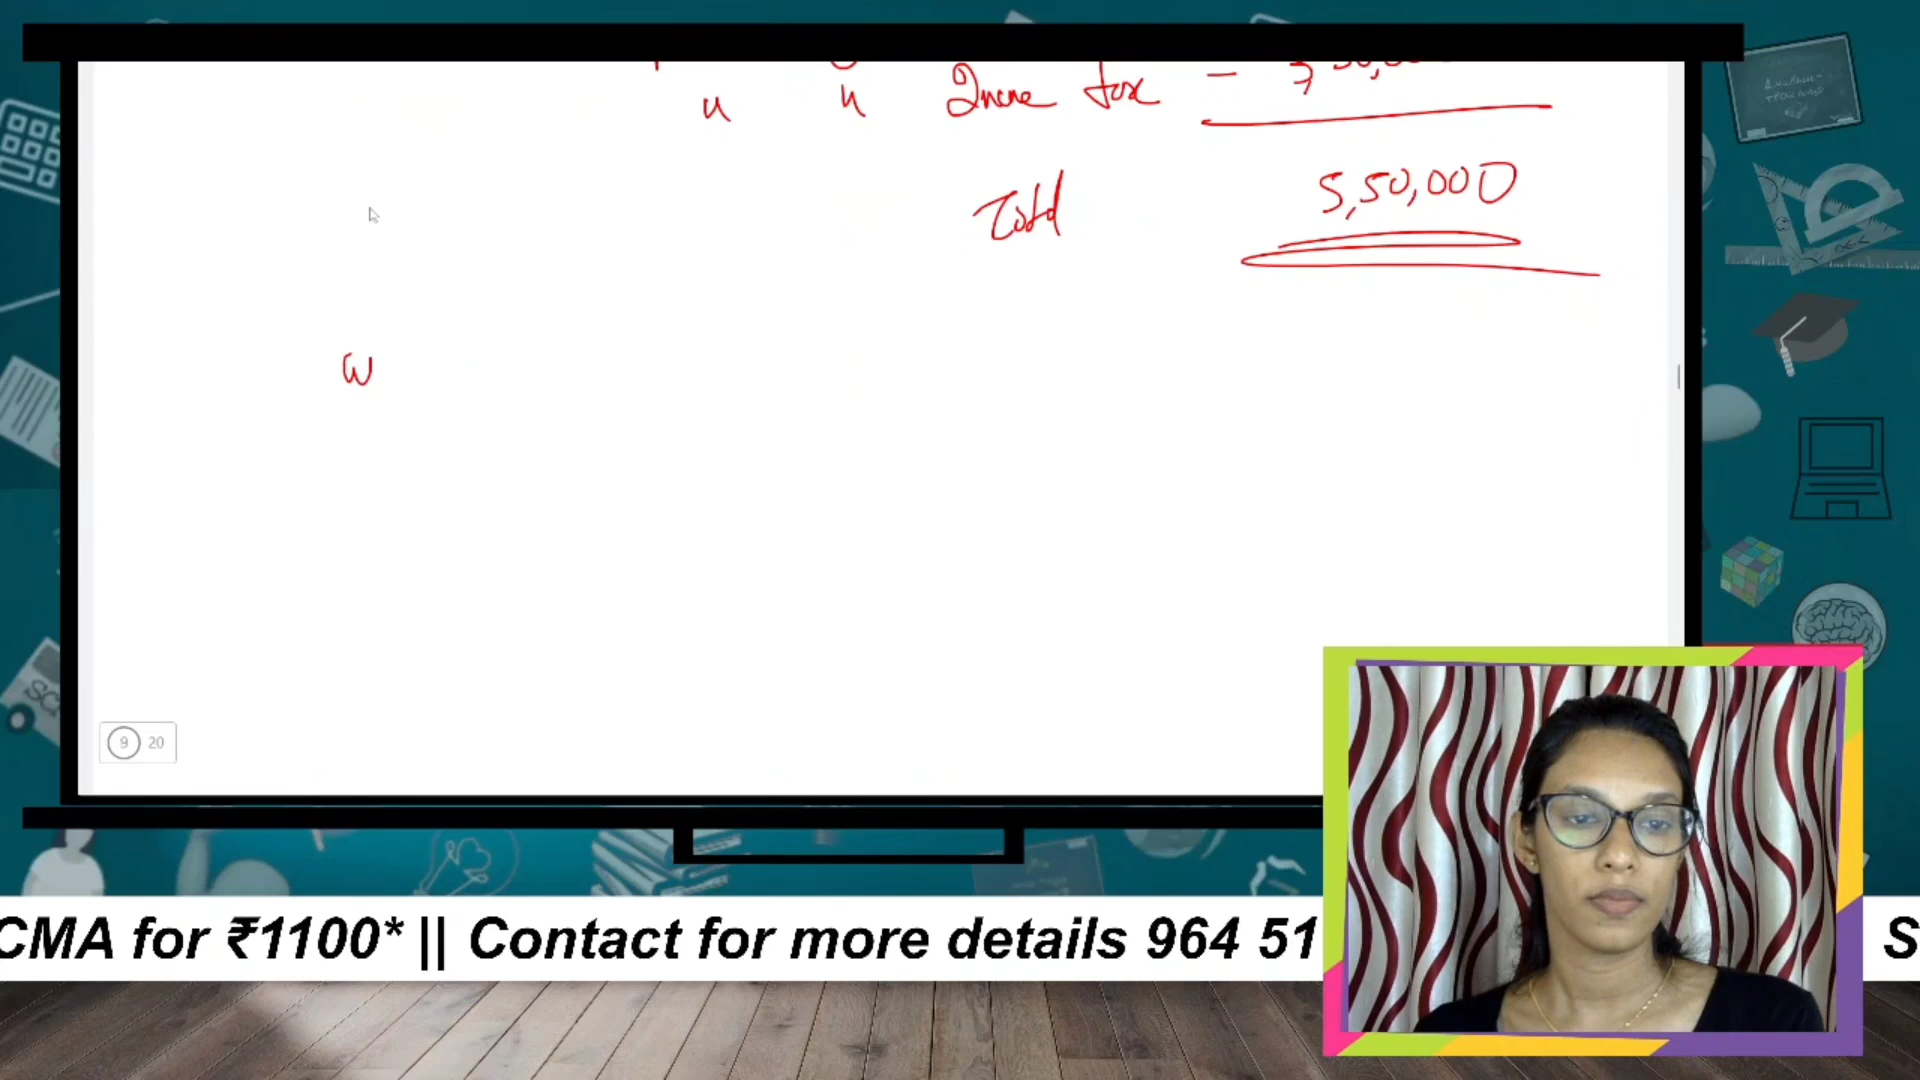 " " Income tax -
Total 5,50,000
W
9 20
CMA for ₹1100* || Contact for more details 964 51
S